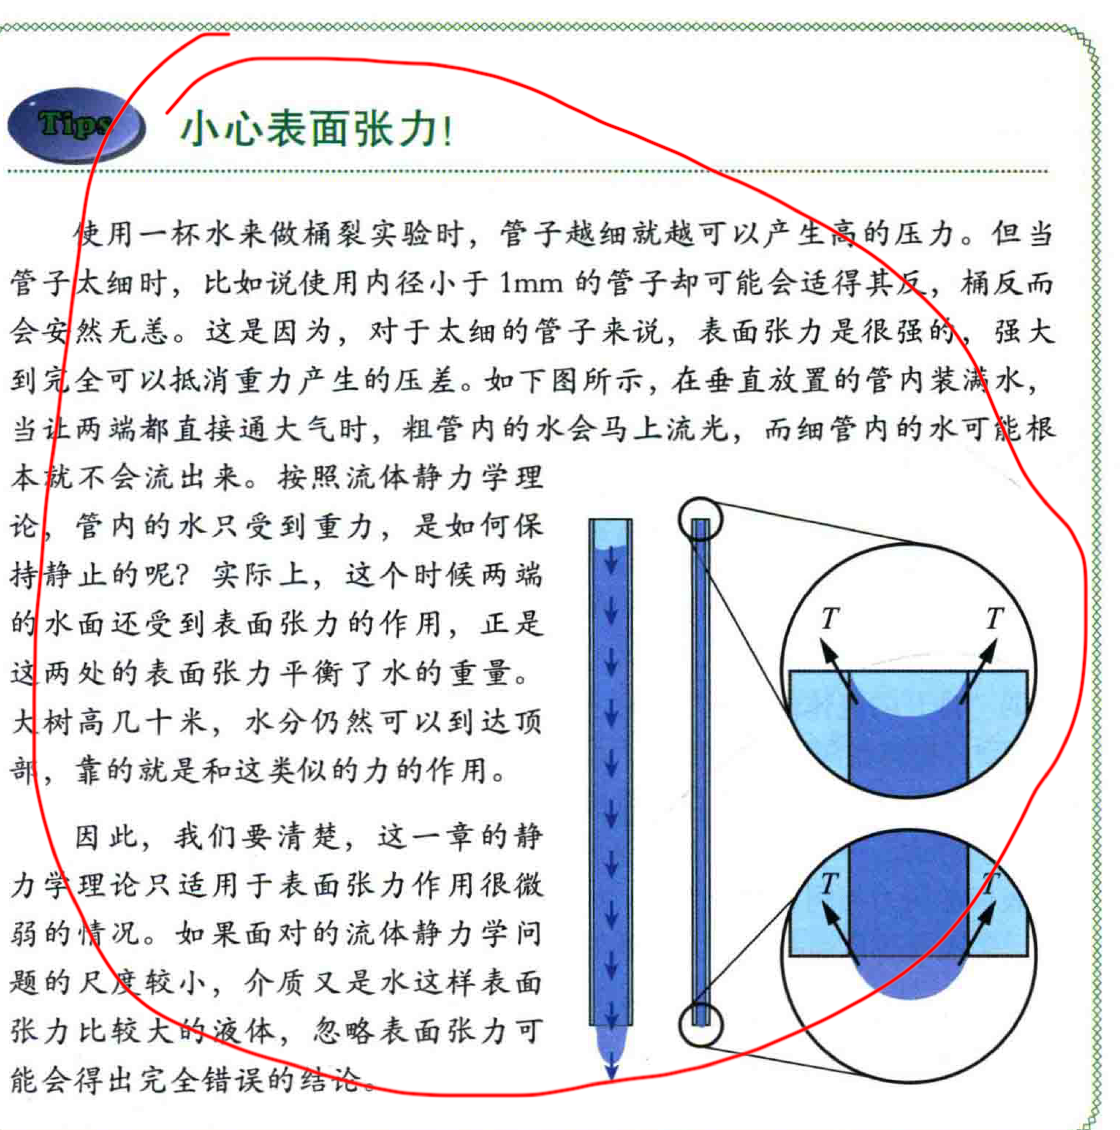 Tips
小心表面张力!
使用一杯水来做桶裂实验时，管子越细就越可以产生高的压力。但当
管子太细时，比如说使用内径小于 1mm 的管子却可能会适得其反，桶反而
会安然无恙。这是因为，对于太细的管子来说，表面张力是很强的，强大
到完全可以抵消重力产生的压差。如下图所示，在垂直放置的管内装满水，
当让两端都直接通大气时，粗管内的水会马上流光，而细管内的水可能根
本就不会流出来。按照流体静力学理
论，管内的水只受到重力，是如何保
持静止的呢？实际上，这个时候两端
的水面还受到表面张力的作用，正是
这两处的表面张力平衡了水的重量。
大树高几十米，水分仍然可以到达顶
部，靠的就是和这类似的力的作用。
因此，我们要清楚，这一章的静
力学理论只适用于表面张力作用很微
弱的情况。如果面对的流体静力学问
题的尺度较小，介质又是水这样表面
张力比较大的液体，忽略表面张力可
能会得出完全错误的结论。
T T
T T